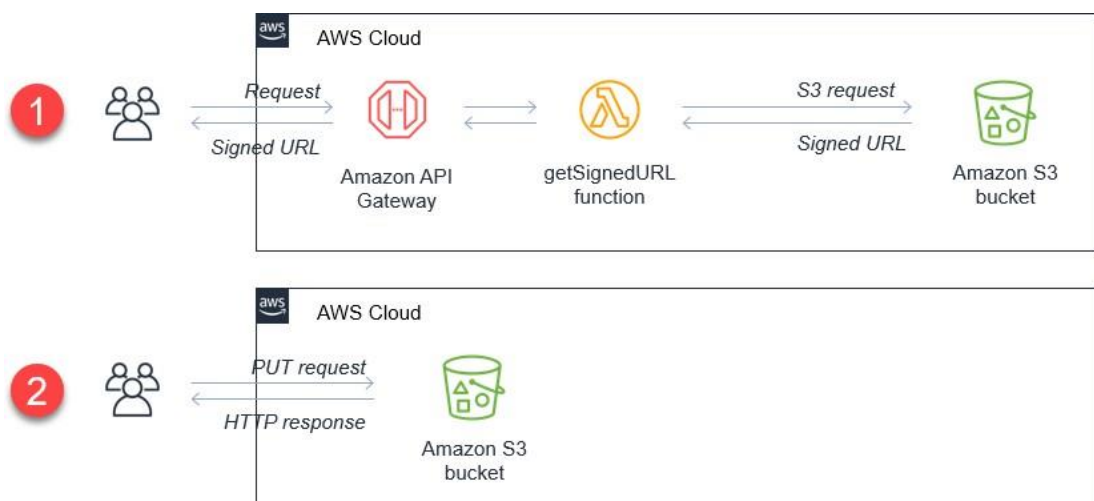 aws
AWS Cloud
1
Request
Signed URL
Amazon API
Gateway
getSignedURL
function
S3 request
Signed URL
Amazon S3
bucket
aws
AWS Cloud
2
PUT request
HTTP response
Amazon S3
bucket